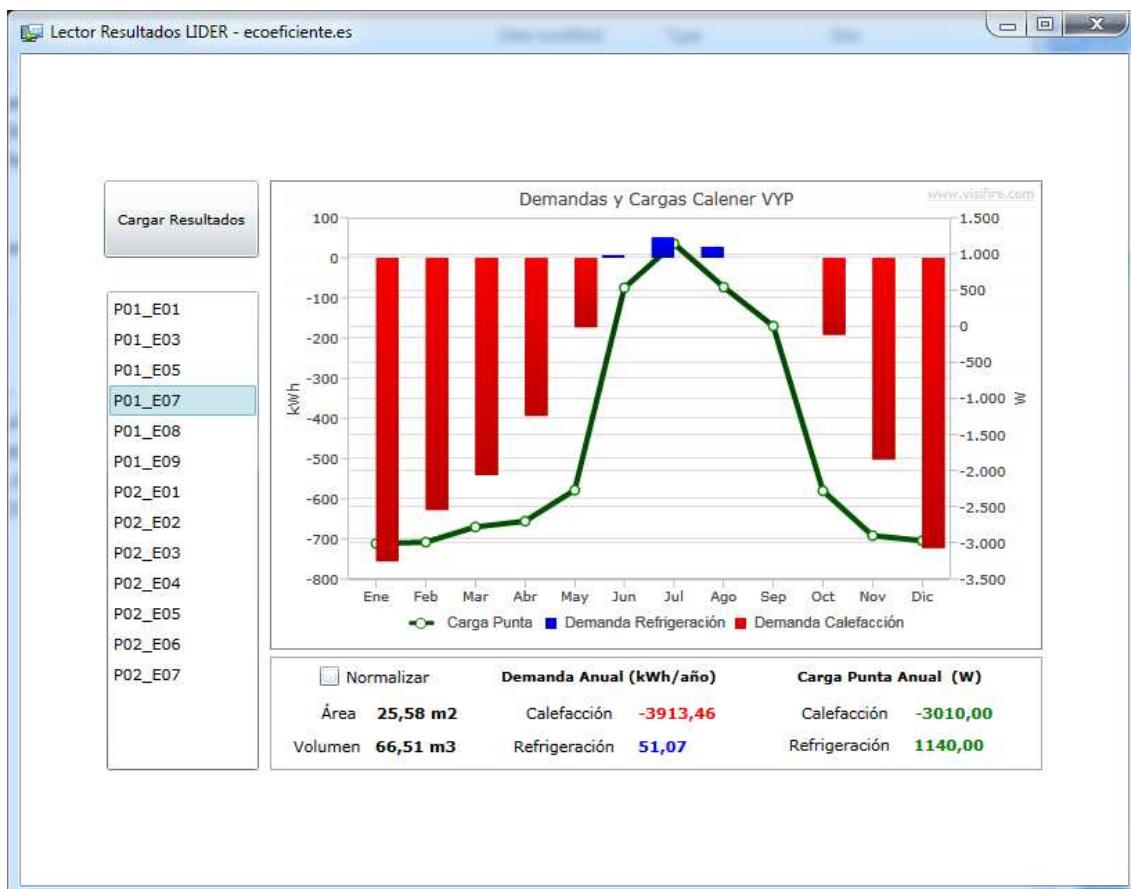 Lector Resultados LIDER - ecoeficiente.es
Cargar Resultados
P01_E01
P01_E03
P01_E05
P01_E07
P01_E08
P01_E09
P02_E01
P02_E02
P02_E03
P02_E04
P02_E05
P02_E06
P02_E07
Demandas y Cargas Calener VYP
www.visifire.com
100
0
-100
-200
-300
-400
-500
-600
-700
-800
kWh
1.500
1.000
500
0
-500
-1.000
-1.500
-2.000
-2.500
-3.000
-3.500
W
Ene Feb Mar Abr May Jun Jul Ago Sep Oct Nov Dic
Carga Punta Demanda Refrigeración Demanda Calefacción
Normalizar Demanda Anual (kWh/año) Carga Punta Anual (W)
Área 25,58 m2 Calefacción -3913,46 Calefacción -3010,00
Volumen 66,51 m3 Refrigeración 51,07 Refrigeración 1140,00